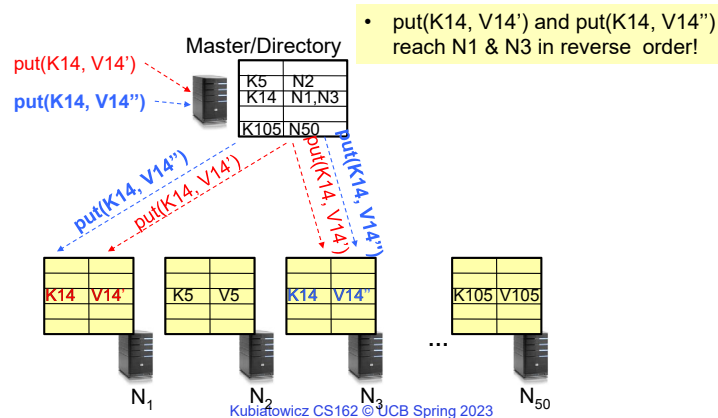 • put(K14, V14’) and put(K14, V14”)
reach N1 & N3 in reverse order!
Master/Directory
put(K14, V14’)
put(K14, V14”)
K5 N2
K14 N1,N3
K105 N50
put(K14, V14”)
put(K14, V14’)
put(K14, V14’)
put(K14, V14”)
K14 V14’
K5 V5
K14 V14”
K105 V105
...
N1
N2
N3
N50
Kubiatowicz CS162 © UCB Spring 2023